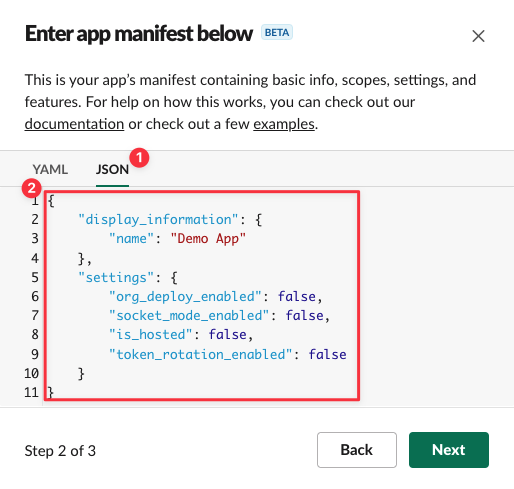 Enter app manifest below BETA
This is your app's manifest containing basic info, scopes, settings, and
features. For help on how this works, you can check out our
documentation or check out a few examples.
YAML JSON 1
2
1 {
2     "display_information": {
3         "name": "Demo App"
4     },
5     "settings": {
6         "org_deploy_enabled": false,
7         "socket_mode_enabled": false,
8         "is_hosted": false,
9         "token_rotation_enabled": false
10     }
11 }
Step 2 of 3 Back Next